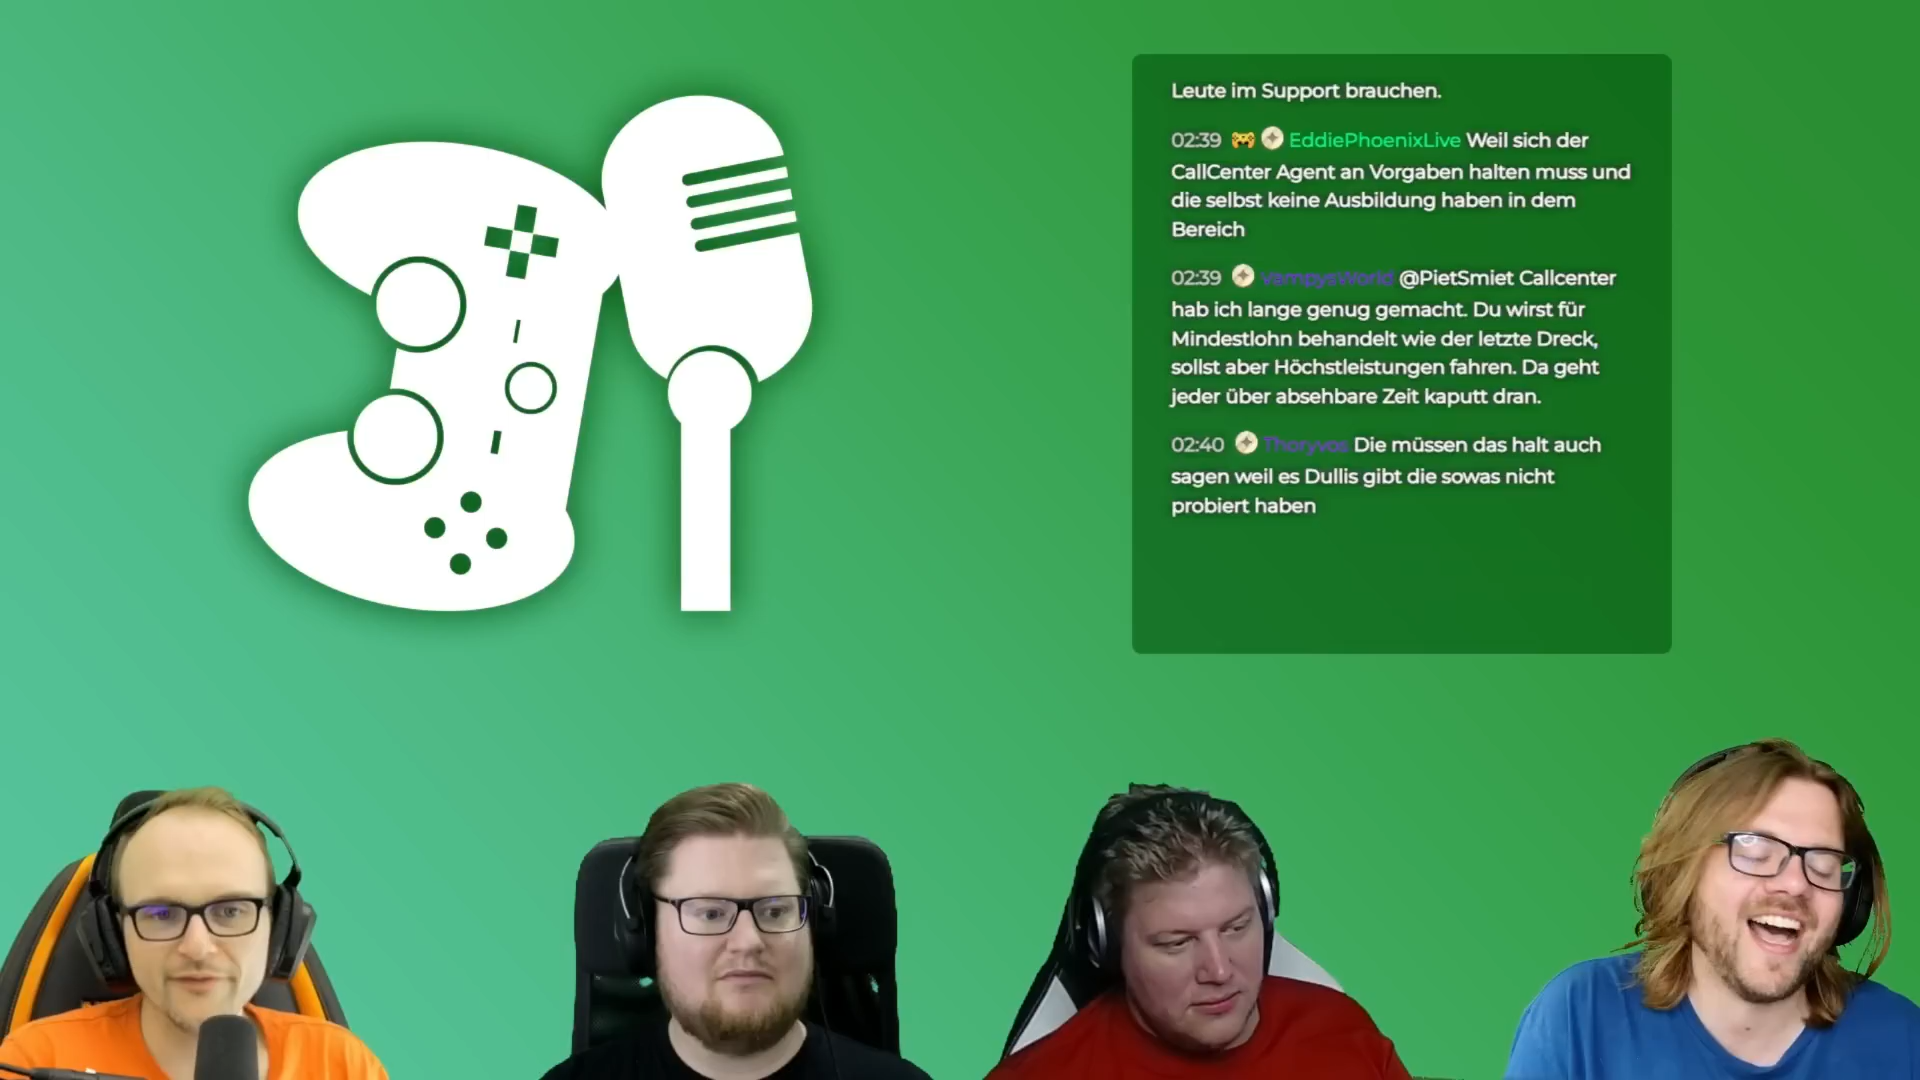 Leute im Support brauchen.
02:39 EddiePhoenixLive Weil sich der
CallCenter Agent an Vorgaben halten muss und
die selbst keine Ausbildung haben in dem
Bereich
02:39 VampysWorld @PietSmiet Callcenter
hab ich lange genug gemacht. Du wirst für
Mindestlohn behandelt wie der letzte Dreck,
sollst aber Höchstleistungen fahren. Da geht
jeder über absehbare Zeit kaputt dran.
02:40 Thoryvos Die müssen das halt auch
sagen weil es Dullis gibt die sowas nicht
probiert haben